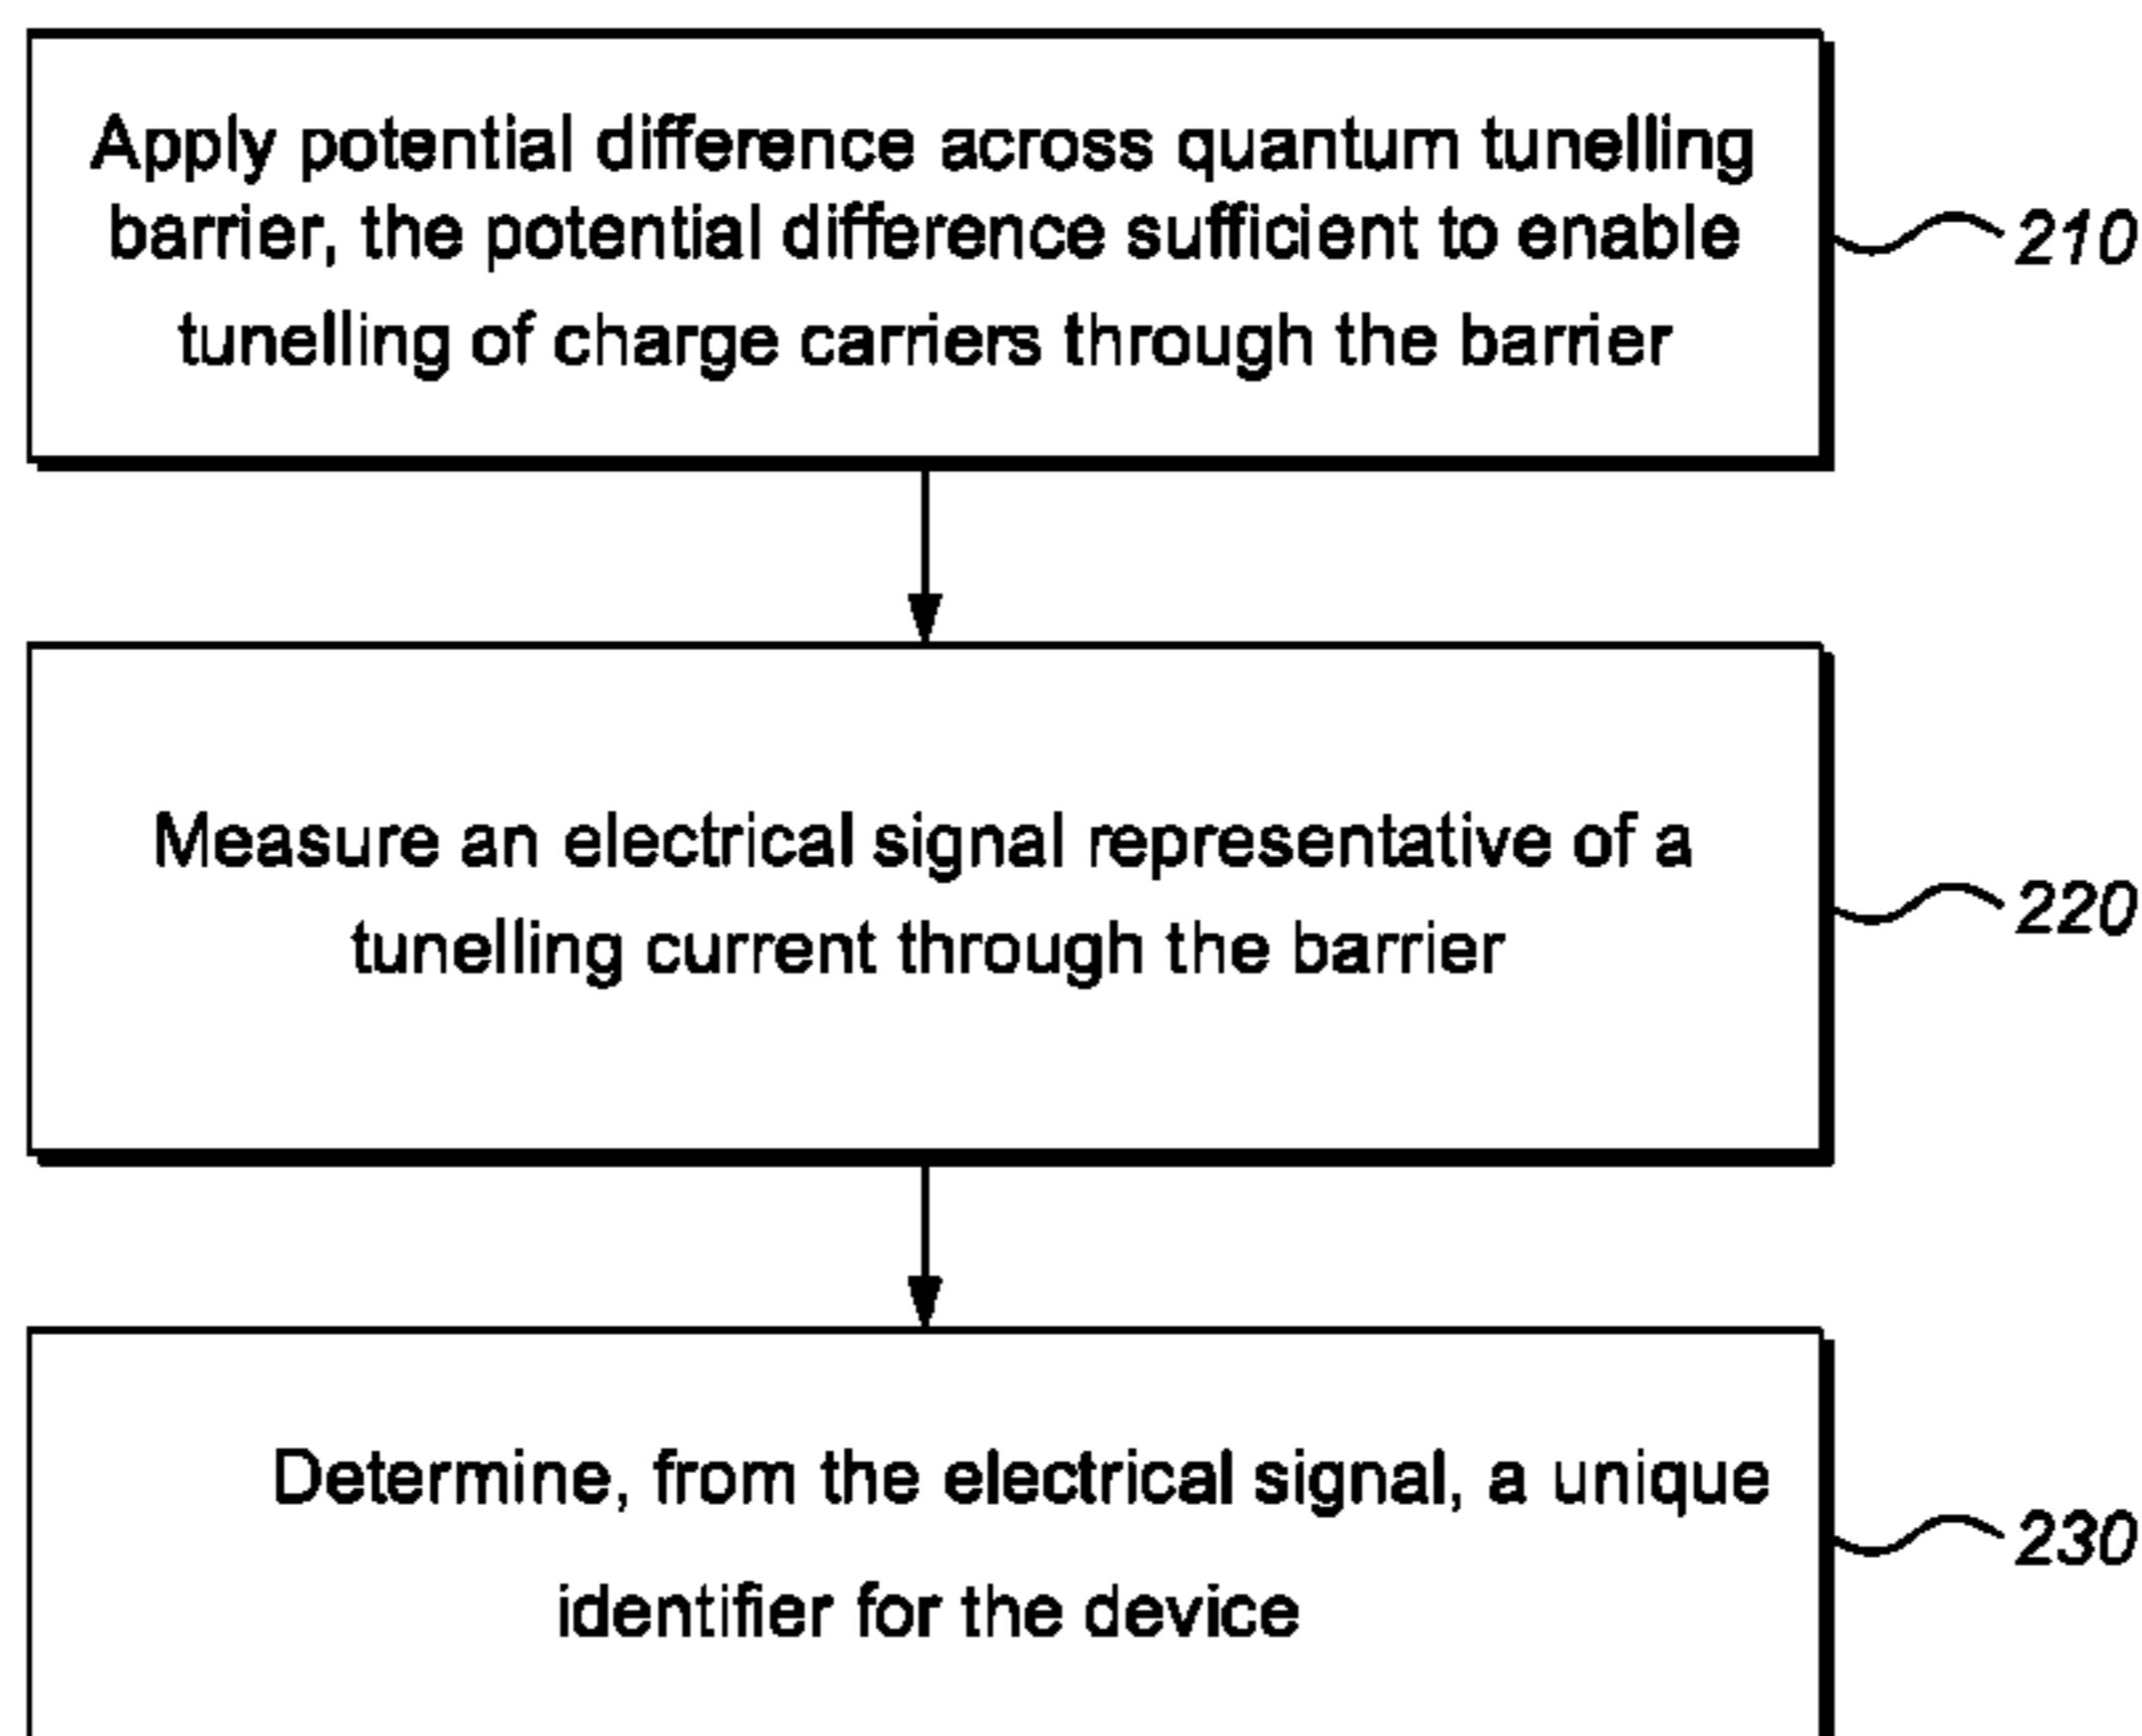 Apply potential difference across quantum tunelling
barrier, the potential difference sufficient to enable
tunelling of charge carriers through the barrier
210
Measure an electrical signal representative of a
tunelling current through the barrier
220
Determine, from the electrical signal, a unique
identifier for the device
230